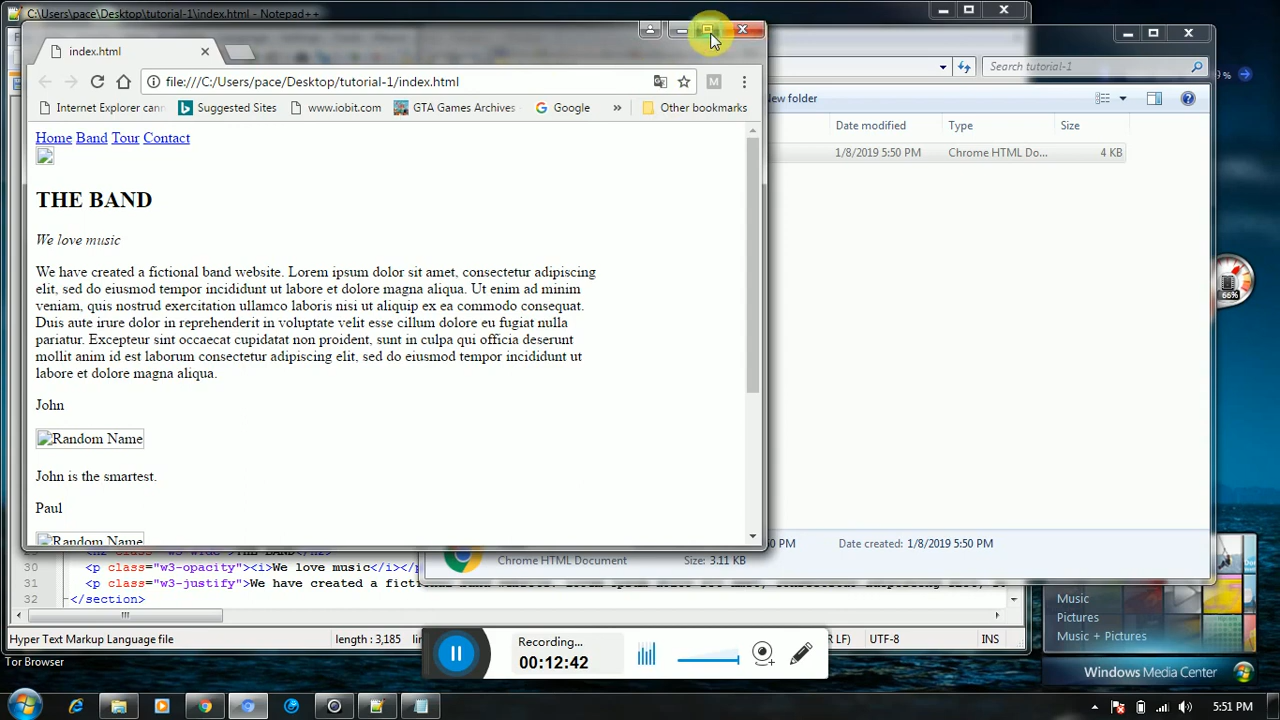 C:\Users\pace\Desktop\tutorial-1\index.html - Notepad++
index.html
file:///C:/Users/pace/Desktop/tutorial-1/index.html
Search tutorial-1
%
Internet Explorer cann
Suggested Sites
www.iobit.com
GTA Games Archives
Google
»
Other bookmarks
New folder
Date modified
Type
Size
1/8/2019 5:50 PM
Chrome HTML Do...
4 KB
Home Band Tour Contact
THE BAND
We love music
We have created a fictional band website. Lorem ipsum dolor sit amet, consectetur adipiscing
elit, sed do eiusmod tempor incididunt ut labore et dolore magna aliqua. Ut enim ad minim
veniam, quis nostrud exercitation ullamco laboris nisi ut aliquip ex ea commodo consequat.
Duis aute irure dolor in reprehenderit in voluptate velit esse cillum dolore eu fugiat nulla
pariatur. Excepteur sint occaecat cupidatat non proident, sunt in culpa qui officia deserunt
mollit anim id est laborum consectetur adipiscing elit, sed do eiusmod tempor incididunt ut
labore et dolore magna aliqua.
John
Random Name
John is the smartest.
Paul
Random Name
66%
PM
Date created: 1/8/2019 5:50 PM
Chrome HTML Document
Size: 3.11 KB
30 <p class="w3-opacity"><i>We love music</i></p
31 <p class="w3-justify">We have created a fictio
32 </section>
Music
Pictures
Music + Pictures
Windows Media Center
Hyper Text Markup Language file
length : 3,185
LF)
UTF-8
INS
Recording...
00:12:42
Tor Browser
5:51 PM